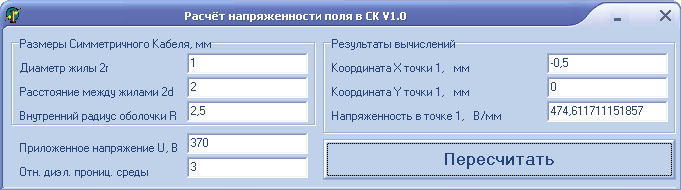 Расчёт напряженности поля в СК V1.0
Размеры Симметричного Кабеля, мм
Диаметр жилы 2r 1
Расстояние между жилами 2d 2
Внутренний радиус оболочки R 2,5
Приложенное напряжение U, В 370
Отн. диэл. прониц. среды 3
Результаты вычислений
Координата X точки 1, мм -0,5
Координата Y точки 1, мм 0
Напряженность в точке 1, В/мм 474,611711151857
Пересчитать